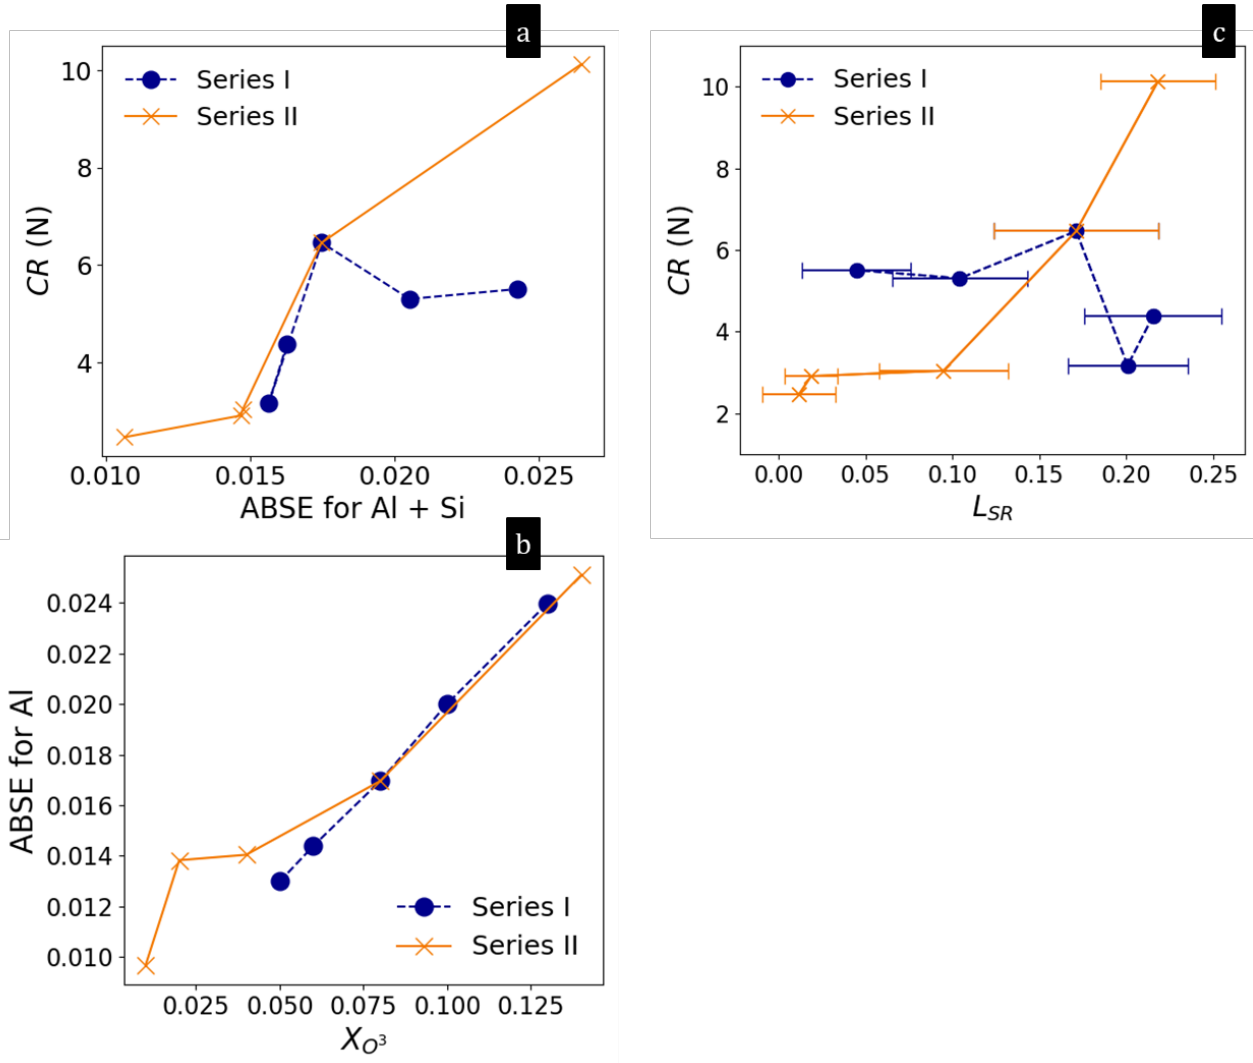 a
10
8
6
4
CR (N)
Series I
Series II
0.010 0.015 0.020 0.025
ABSE for Al + Si
c
10
8
6
4
2
CR (N)
Series I
Series II
0.00 0.05 0.10 0.15 0.20 0.25
L_SR
b
0.024
0.022
0.020
0.018
0.016
0.014
0.012
0.010
ABSE for Al
Series I
Series II
0.025 0.050 0.075 0.100 0.125
X_O³